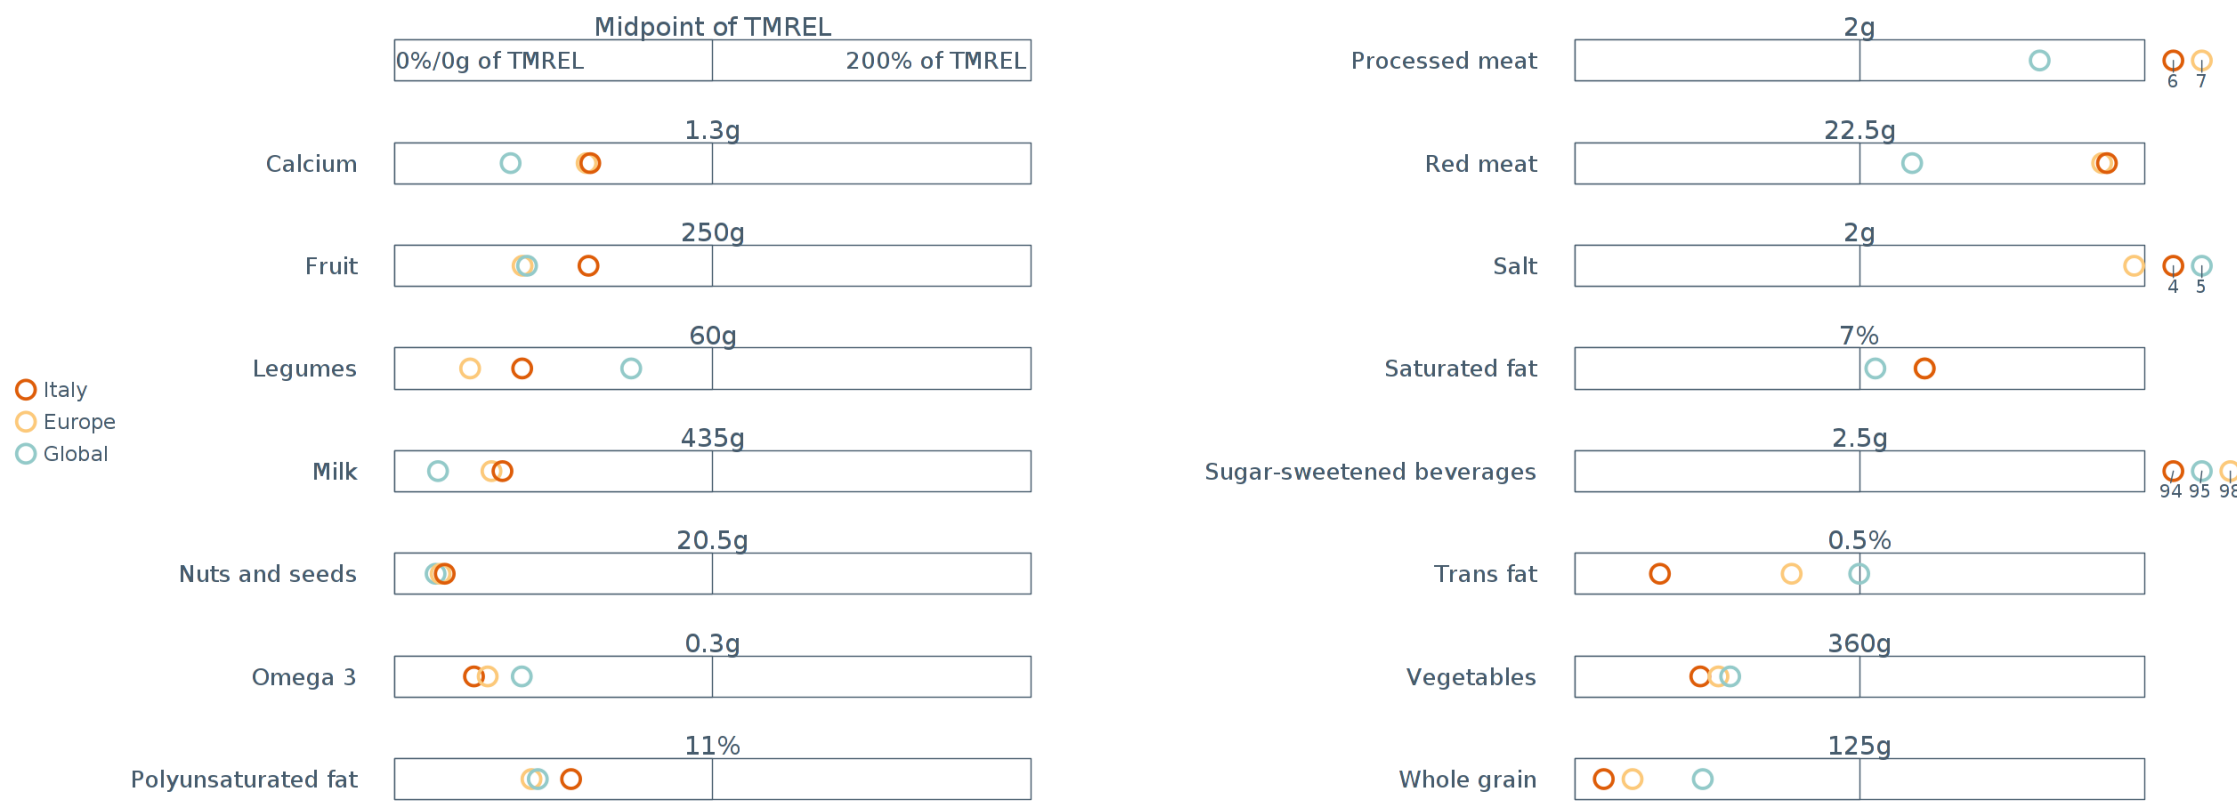 Midpoint of TMREL
0%/0g of TMREL
200% of TMREL
1.3g
Calcium
250g
Fruit
60g
Legumes
435g
Milk
20.5g
Nuts and seeds
0.3g
Omega 3
11%
Polyunsaturated fat
Italy
Europe
Global
2g
Processed meat
6 7
22.5g
Red meat
2g
Salt
4 5
7%
Saturated fat
2.5g
Sugar-sweetened beverages
94 95 98
0.5%
Trans fat
360g
Vegetables
125g
Whole grain